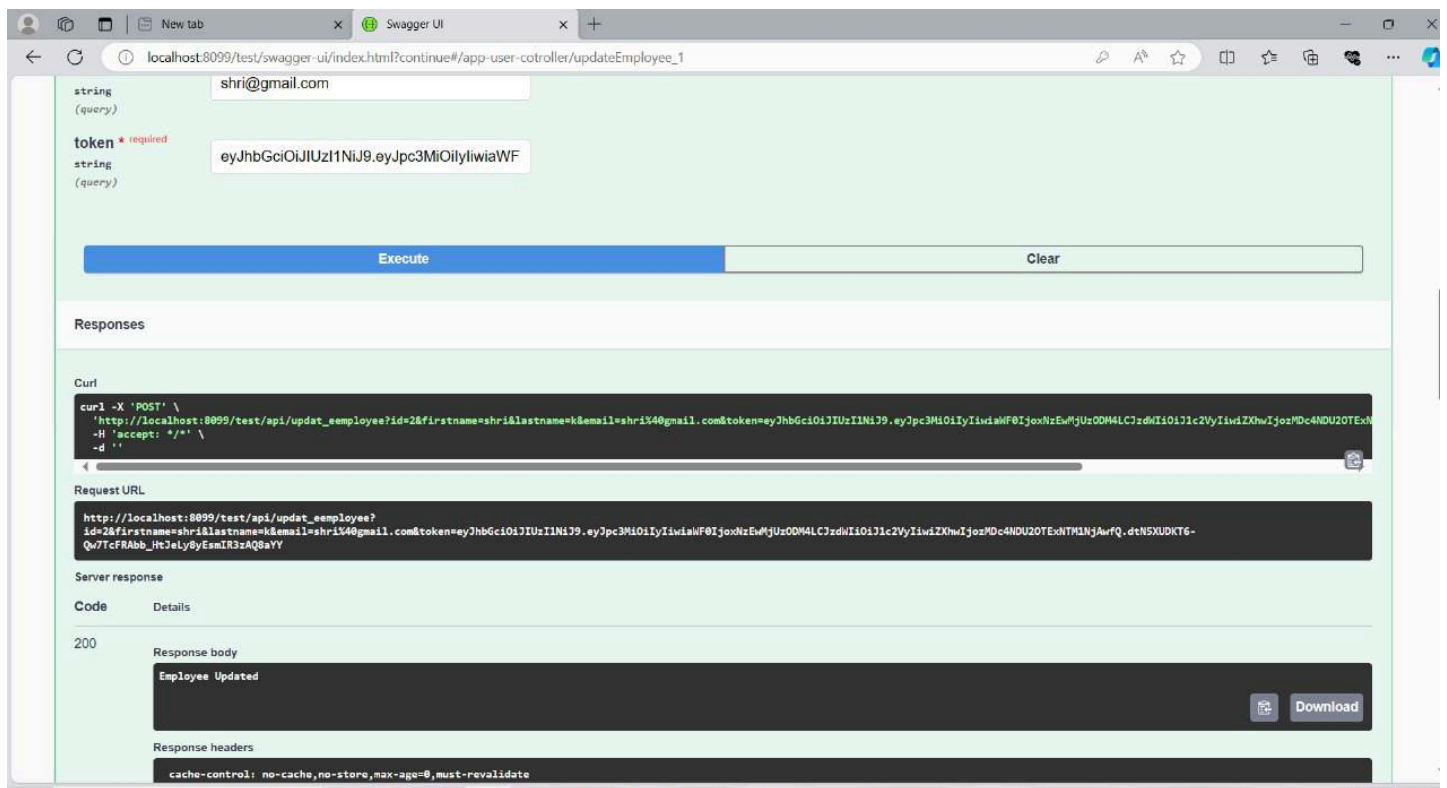 New tab
Swagger UI
localhost:8099/test/swagger-ui/index.html?continue#/app-user-cotroller/updateEmployee_1
string
shri@gmail.com
(query)
token * required
string
eyJhbGciOiJIUzI1NiJ9.eyJpc3MiOiIyIiwiaWF
(query)
Execute
Clear
Responses
Curl
curl -X 'POST' \
'http://localhost:8099/test/api/updat_eemployee?id=2&firstname=shri&lastname=k&email=shri%40gmail.com&token=eyJhbGciOiJIUzI1NiJ9.eyJpc3MiOiIyIiwiaWF0IjoxNzEwMjUzODM4LCJzdWIiOiJ1c2VyIiwiZXhwIjozMDc4NDU2OTExN
-H 'accept: */*' \
-d ''
Request URL
http://localhost:8099/test/api/updat_eemployee?
id=2&firstname=shri&lastname=k&email=shri%40gmail.com&token=eyJhbGciOiJIUzI1NiJ9.eyJpc3MiOiIyIiwiaWF0IjoxNzEwMjUzODM4LCJzdWIiOiJ1c2VyIiwiZXhwIjozMDc4NDU2OTExNTM1NjAwfQ.dtN5XUDKT6-
Qw7TcFRAbb_HtJeLy8yEsmIR3zAQ8aYY
Server response
Code Details
200
Response body
Employee Updated
Download
Response headers
cache-control: no-cache,no-store,max-age=0,must-revalidate